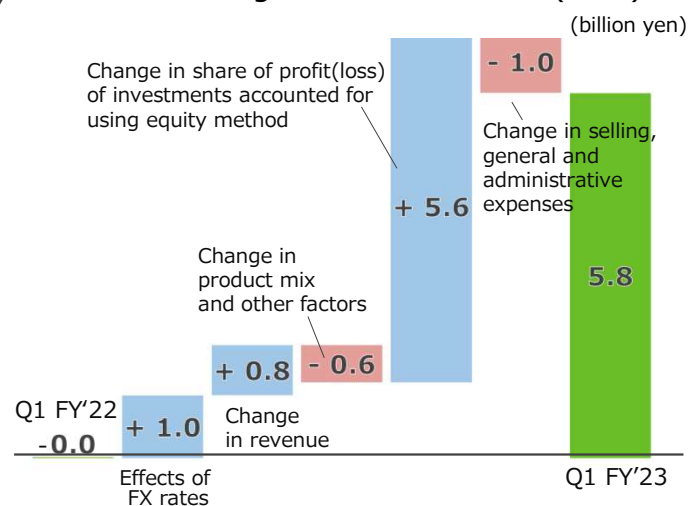 (billion yen)
Change in share of profit(loss)
of investments accounted for
using equity method
- 1.0
Change in selling,
general and
administrative
expenses
+ 5.6
Change in
product mix
and other factors
5.8
+ 0.8
- 0.6
Q1 FY‘22
-0.0
+ 1.0
Change
in revenue
Effects of
FX rates
Q1 FY’23